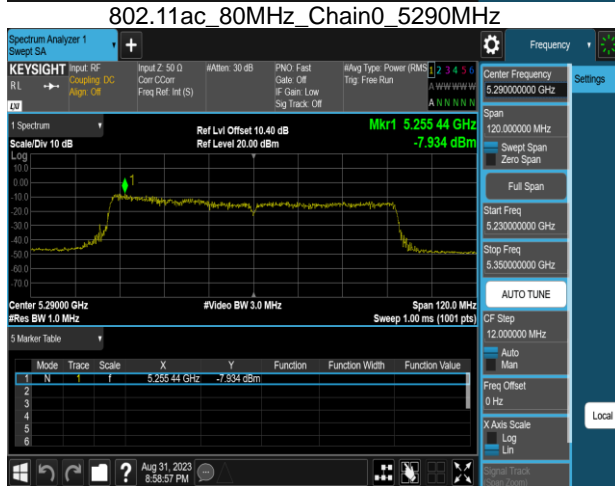 802.11ac_80MHz_Chain0_5290MHz
Spectrum Analyzer 1
Swept SA
+
Frequency
KEYSIGHT Input: RF Input Z: 50 Ω #Atten: 30 dB PNO: Fast #Avg Type: Power (RMS 1 2 3 4 5 6
RL Coupling: DC Corr CCorr Gate: Off Trig: Free Run A WW WW W
Align: Off Freq Ref: Int (S) IF Gain: Low
Sig Track: Off A N N N N N
LXI
Center Frequency
5.290000000 GHz
Settings
1 Spectrum
Ref Lvl Offset 10.40 dB Mkr1 5.255 44 GHz
Scale/Div 10 dB Ref Level 20.00 dBm -7.934 dBm
Log
10.0
0.00
-10.0
-20.0
-30.0
-40.0
-50.0
-60.0
-70.0
1
Center 5.29000 GHz #Video BW 3.0 MHz Span 120.0 MHz
#Res BW 1.0 MHz Sweep 1.00 ms (1001 pts)
Span
120.000000 MHz
Swept Span
Zero Span
Full Span
Start Freq
5.230000000 GHz
Stop Freq
5.350000000 GHz
AUTO TUNE
CF Step
12.000000 MHz
Auto
Man
Freq Offset
0 Hz
X Axis Scale
Log
Lin
Signal Track
(Span Zoom)
Local
5 Marker Table
Mode Trace Scale X Y Function Function Width Function Value
1 N 1 f 5.255 44 GHz -7.934 dBm
2
3
4
5
6
? Aug 31, 2023
8:58:57 PM